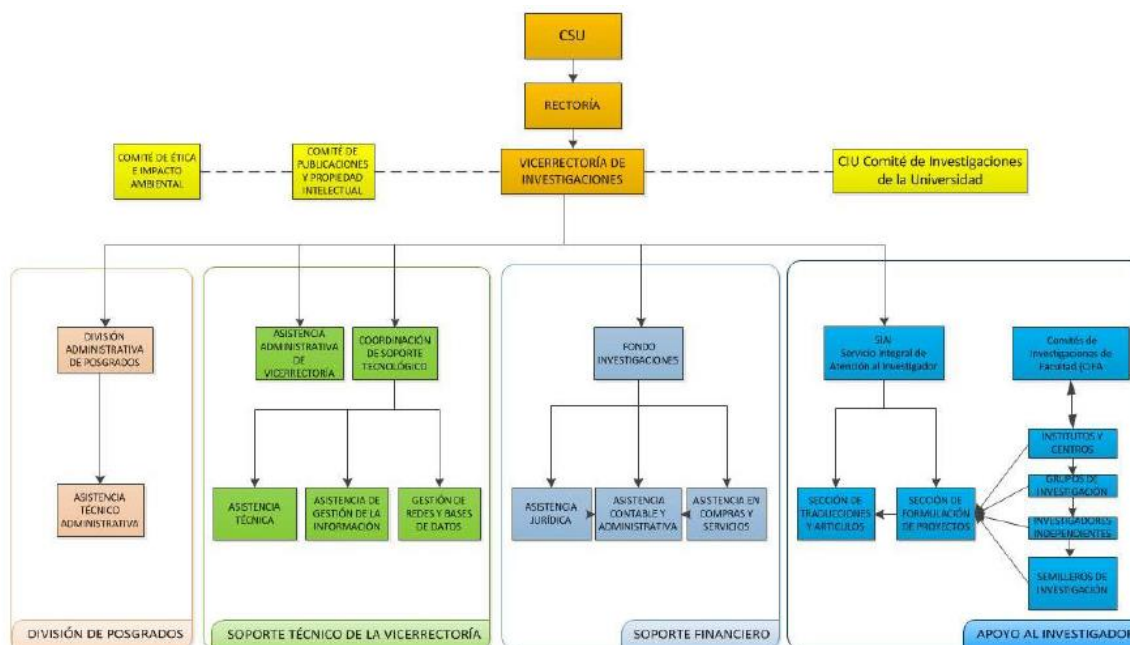 CSU
RECTORÍA
COMITÉ DE ÉTICA
E IMPACTO
AMBIENTAL
COMITÉ DE
PUBLICACIONES
Y PROPIEDAD
INTELECTUAL
VICERRECTORÍA DE
INVESTIGACIONES
CIU Comité de Investigaciones
de la Universidad
DIVISIÓN
ADMINISTRATIVA
DE POSGRADOS
ASISTENCIA
TÉCNICO
ADMINISTRATIVA
DIVISIÓN DE POSGRADOS
ASISTENCIA
ADMINISTRATIVA
DE
VICERRECTORÍA
COORDINACIÓN
DE SOPORTE
TECNOLÓGICO
ASISTENCIA
TÉCNICA
ASISTENCIA DE
GESTIÓN DE LA
INFORMACIÓN
GESTIÓN DE
REDES Y BASES
DE DATOS
SOPORTE TÉCNICO DE LA VICERRECTORÍA
FONDO
INVESTIGACIONES
ASISTENCIA
JURÍDICA
ASISTENCIA
CONTABLE Y
ADMINISTRATIVA
ASISTENCIA EN
COMPRAS Y
SERVICIOS
SOPORTE FINANCIERO
SIAI
Servicio Integral de
Atención al Investigador
Comités de
Investigaciones de
Facultad (CIFA
SECCIÓN DE
TRADUCCIONES
Y ARTICULOS
SECCIÓN DE
FORMULACIÓN
DE PROYECTOS
INSTITUTOS Y
CENTROS
GRUPOS DE
INVESTIGACIÓN
INVESTIGADORES
INDEPENDIENTES
SEMILLEROS DE
INVESTIGACIÓN
APOYO AL INVESTIGADOR